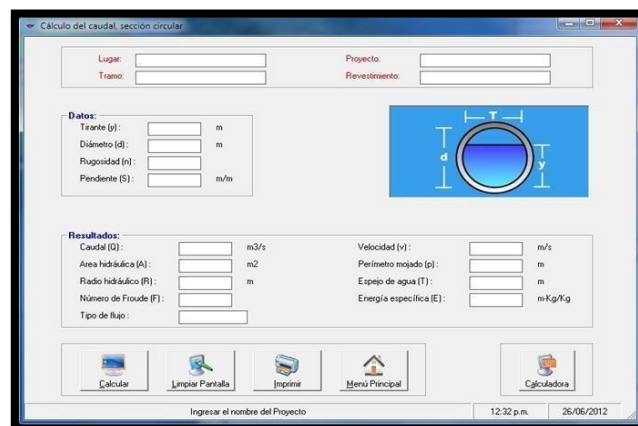 Cálculo del caudal, sección circular
Lugar: Proyecto:
Tramo: Revestimiento:
Datos:
Tirante (y) : m
Diámetro (d) : m
Rugosidad (n) :
Pendiente (S) : m/m
T
d
y
Resultados:
Caudal (Q) : m3/s Velocidad (v) : m/s
Area hidráulica (A) : m2 Perímetro mojado (p) : m
Radio hidráulico (R) : m Espejo de agua (T) : m
Número de Froude (F) : Energía específica (E) : m-Kg/Kg
Tipo de flujo :
Calcular Limpiar Pantalla Imprimir Menú Principal Calculadora
Ingresar el nombre del Proyecto 12:32 p.m. 26/06/2012